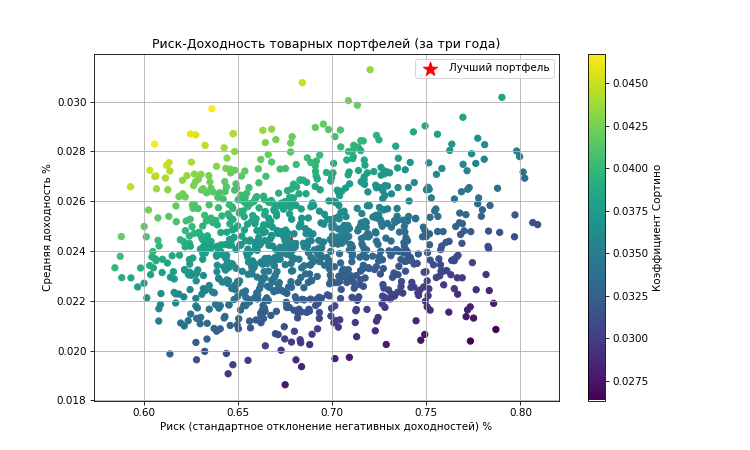 Риск-Доходность товарных портфелей (за три года)
Лучший портфель
Средняя доходность %
0.030
0.028
0.026
0.024
0.022
0.020
0.018
0.60 0.65 0.70 0.75 0.80
Риск (стандартное отклонение негативных доходностей) %
0.0450
0.0425
0.0400
0.0375
0.0350
0.0325
0.0300
0.0275
Коэффициент Сортино